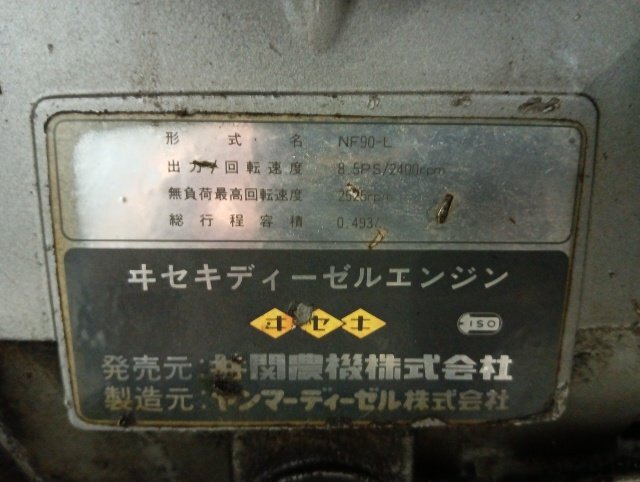 形式名 NF90-L
出力/回転速度 8.5PS/2400rpm
無負荷最高回転速度 2525rpm
総行程容積 0.493ℓ
ヰセキディーゼルエンジン
ヰセキ
ISO
発売元:井関農機株式会社
製造元:ヤンマーディーゼル株式会社